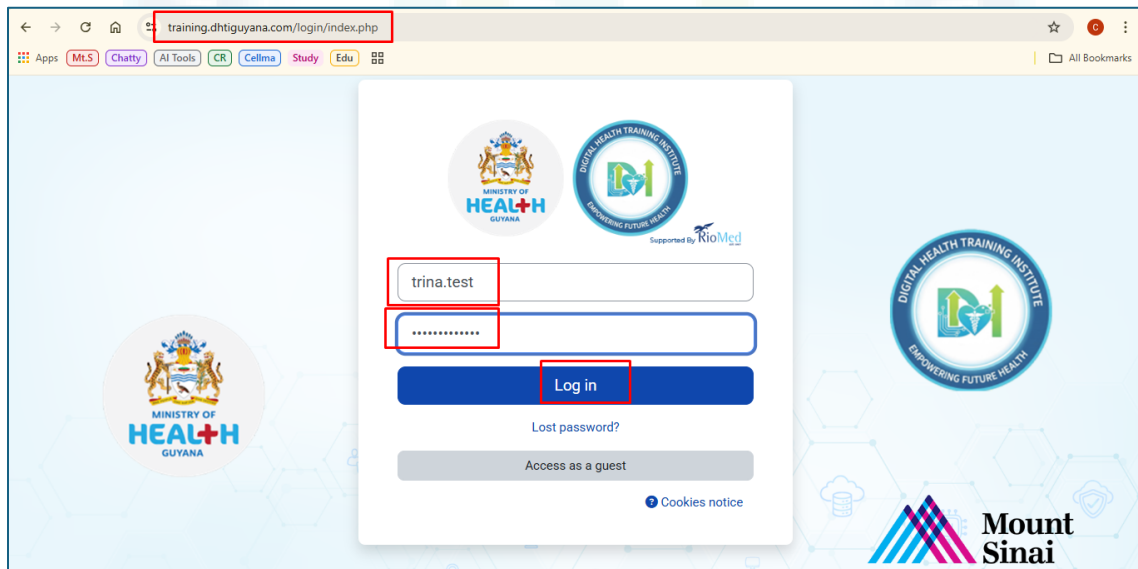 training.dhtiguyana.com/login/index.php
C
Apps Mt.S Chatty AI Tools CR Cellma Study Edu All Bookmarks
MINISTRY OF
HEALTH
GUYANA
DIGITAL HEALTH TRAINING INSTITUTE
EMPOWERING FUTURE HEALTH
Supported By RioMed
trina.test
Log in
Lost password?
Access as a guest
Cookies notice
MINISTRY OF
HEALTH
GUYANA
DIGITAL HEALTH TRAINING INSTITUTE
EMPOWERING FUTURE HEALTH
Mount
Sinai